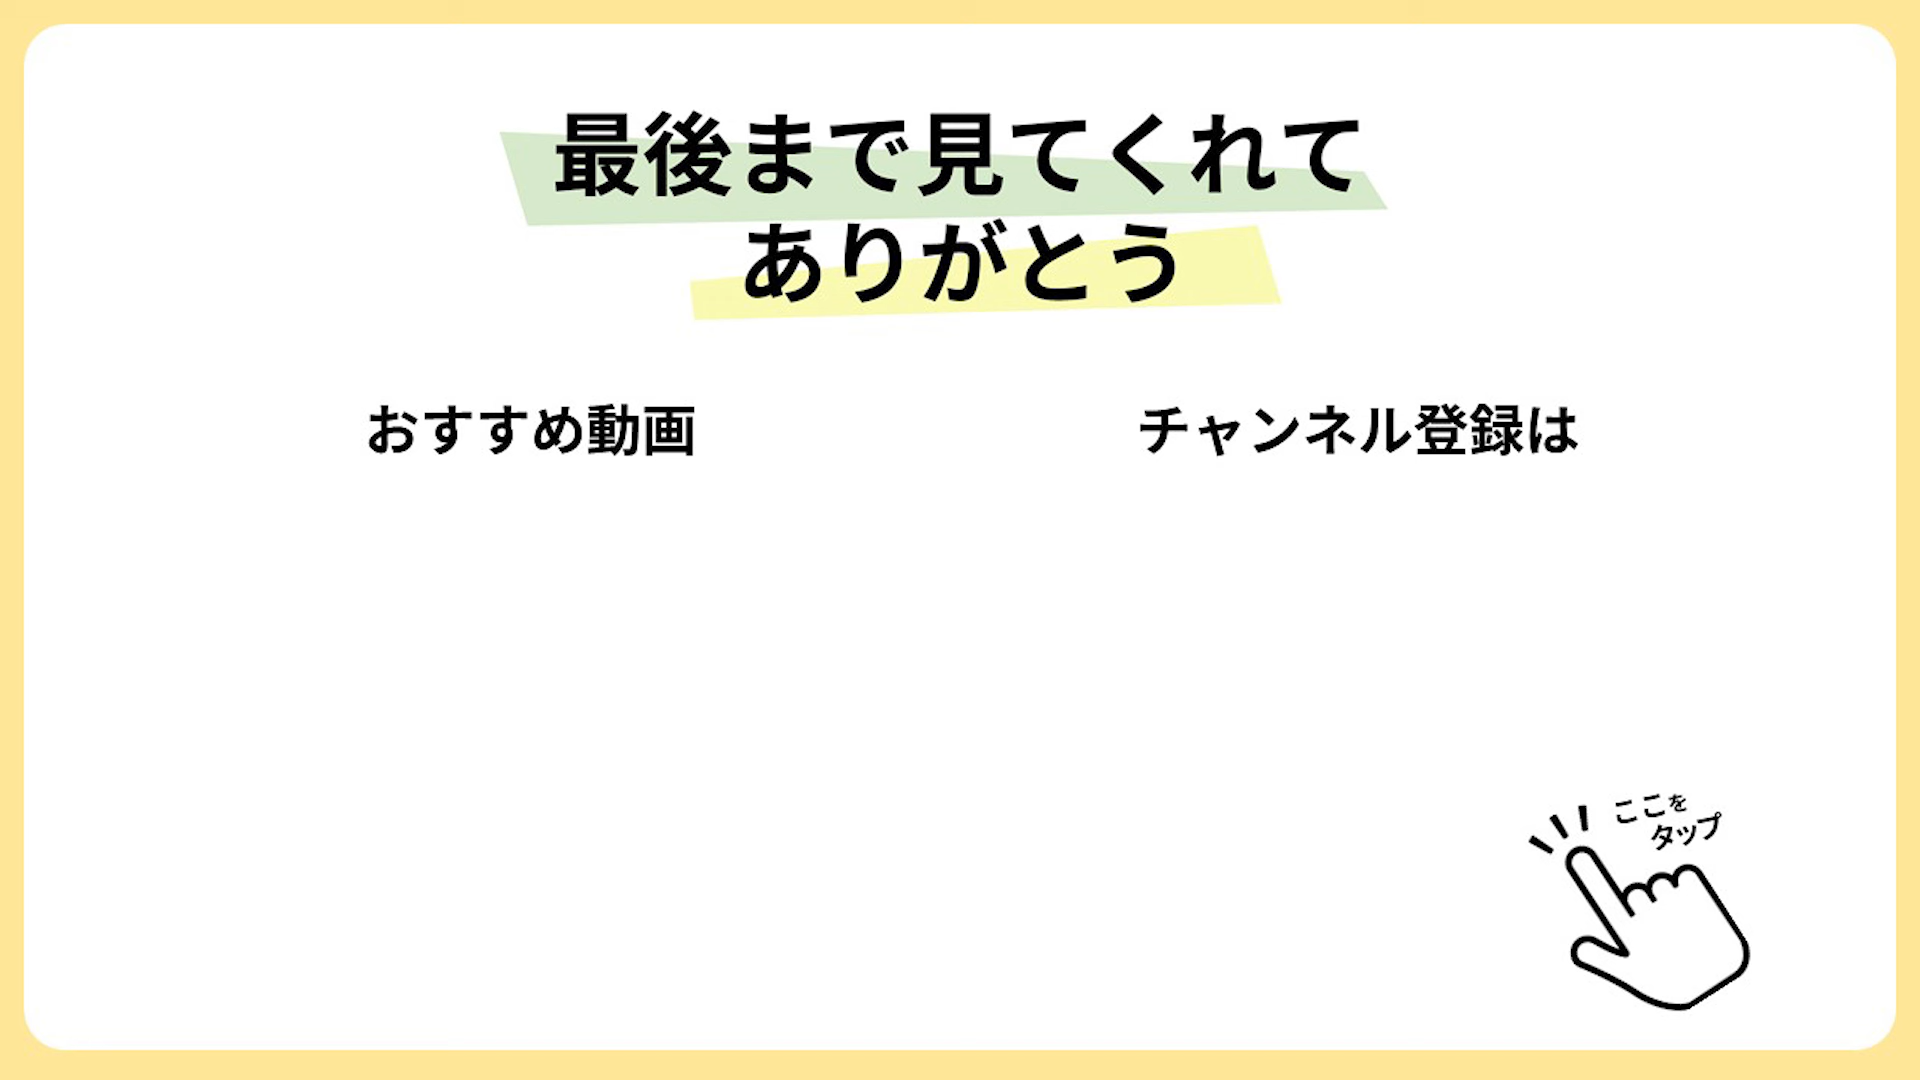 最後まで見てくれて
ありがとう
おすすめ動画
チャンネル登録は
ここを
タップ